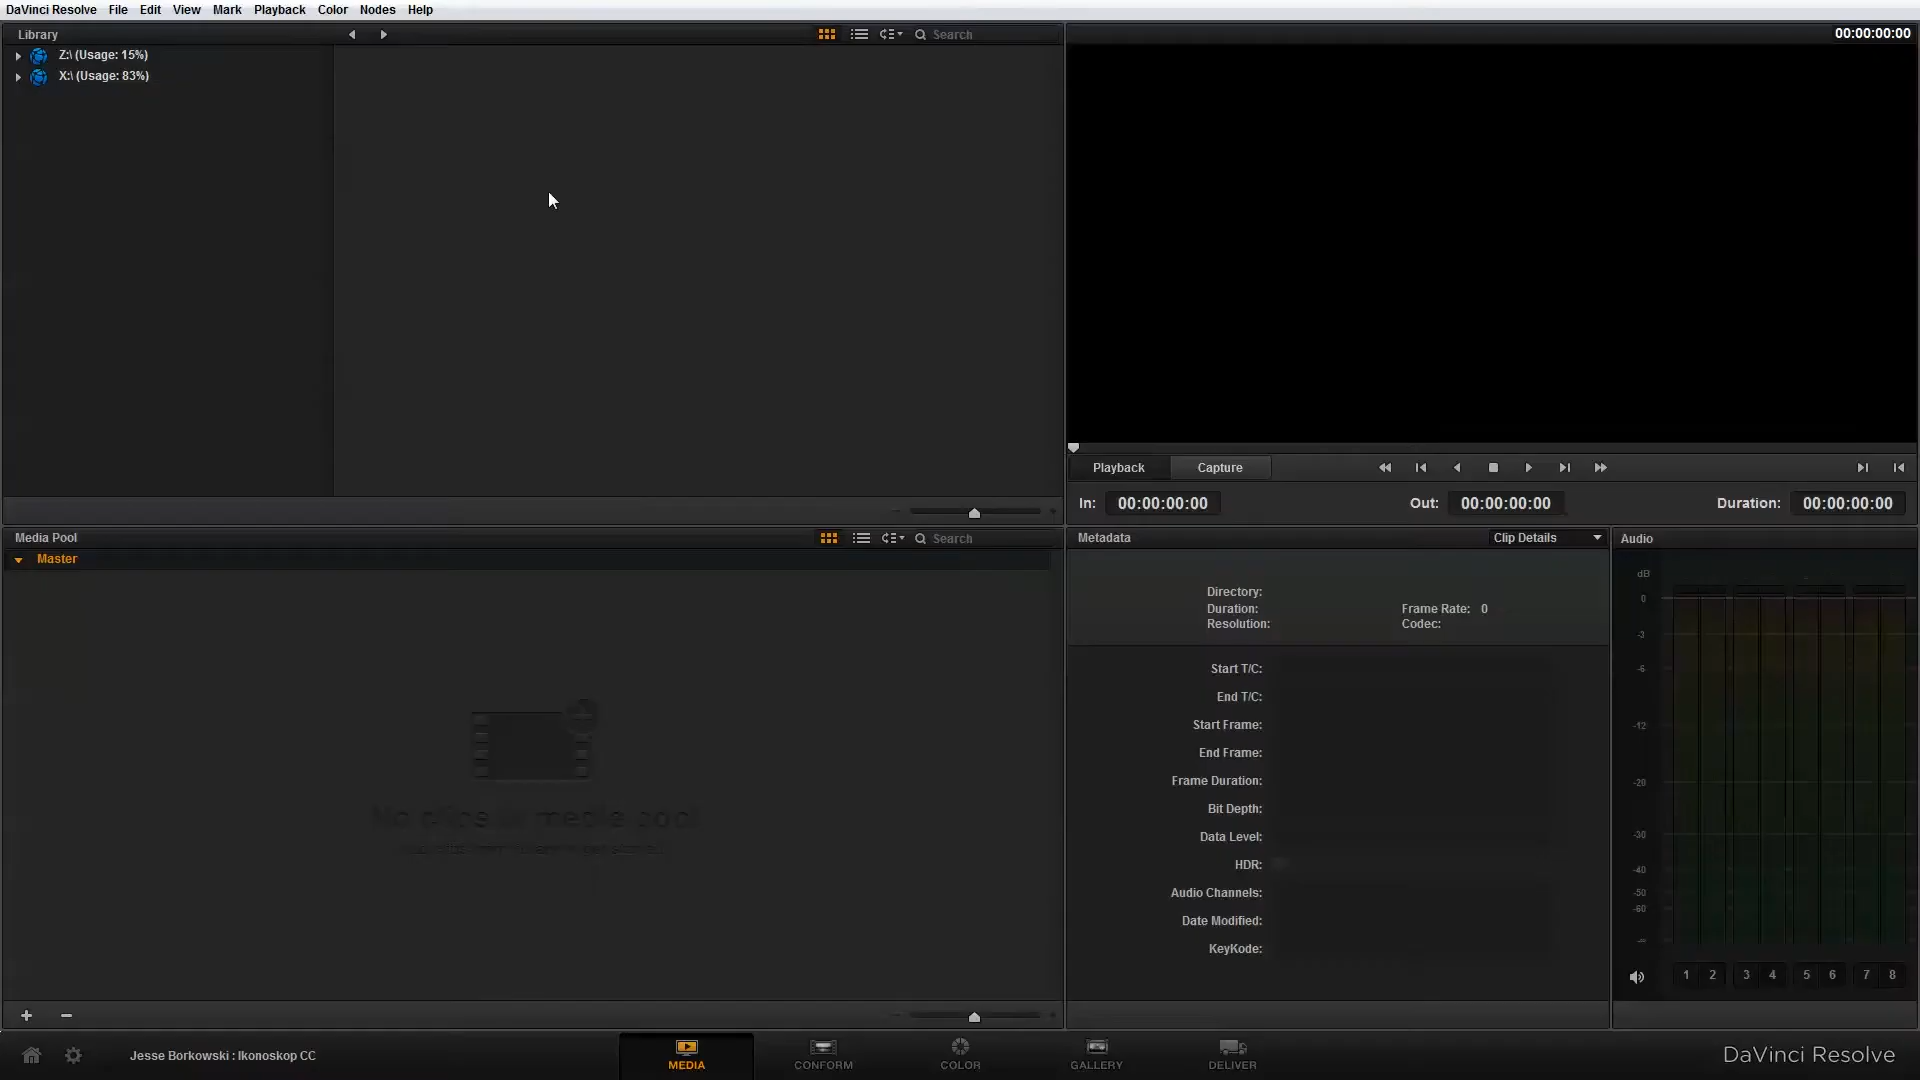 DaVinci Resolve File Edit View Mark Playback Color Nodes Help
Library
Search
00:00:00:00
Z:\ (Usage: 15%)
X:\ (Usage: 83%)
Playback Capture
In: 00:00:00:00 Out: 00:00:00:00 Duration: 00:00:00:00
Media Pool
Search
Master
No clips in media pool
Metadata
Clip Details
Directory:
Duration:
Frame Rate: 0
Resolution:
Codec:
Start T/C:
End T/C:
Start Frame:
End Frame:
Frame Duration:
Bit Depth:
Data Level:
HDR:
Audio Channels:
Date Modified:
KeyKode:
Audio
dB
0
-3
-6
-12
-20
-30
-40
-50
-60
-∞
1 2 3 4 5 6 7 8
Jesse Borkowski : Ikonoskop CC
MEDIA
CONFORM
COLOR
GALLERY
DELIVER
DaVinci Resolve